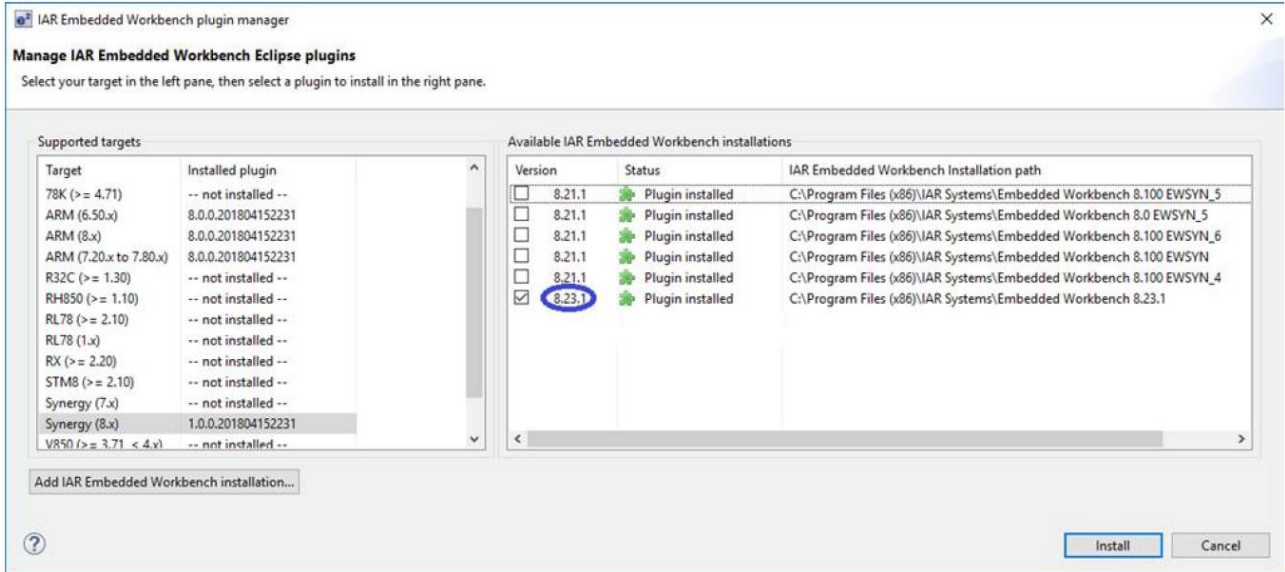 e² IAR Embedded Workbench plugin manager
Manage IAR Embedded Workbench Eclipse plugins
Select your target in the left pane, then select a plugin to install in the right pane.
Supported targets
Target Installed plugin
78K (>= 4.71) -- not installed --
ARM (6.50.x) 8.0.0.201804152231
ARM (8.x) 8.0.0.201804152231
ARM (7.20.x to 7.80.x) 8.0.0.201804152231
R32C (>= 1.30) -- not installed --
RH850 (>= 1.10) -- not installed --
RL78 (>= 2.10) -- not installed --
RL78 (1.x) -- not installed --
RX (>= 2.20) -- not installed --
STM8 (>= 2.10) -- not installed --
Synergy (7.x) -- not installed --
Synergy (8.x) 1.0.0.201804152231
V850 (>= 3.71 < 4.x) -- not installed --
Available IAR Embedded Workbench installations
Version Status IAR Embedded Workbench Installation path
8.21.1 Plugin installed C:\Program Files (x86)\IAR Systems\Embedded Workbench 8.100 EWSYN_5
8.21.1 Plugin installed C:\Program Files (x86)\IAR Systems\Embedded Workbench 8.0 EWSYN_5
8.21.1 Plugin installed C:\Program Files (x86)\IAR Systems\Embedded Workbench 8.100 EWSYN_6
8.21.1 Plugin installed C:\Program Files (x86)\IAR Systems\Embedded Workbench 8.100 EWSYN
8.21.1 Plugin installed C:\Program Files (x86)\IAR Systems\Embedded Workbench 8.100 EWSYN_4
8.23.1 Plugin installed C:\Program Files (x86)\IAR Systems\Embedded Workbench 8.23.1
Add IAR Embedded Workbench installation...
?
Install Cancel